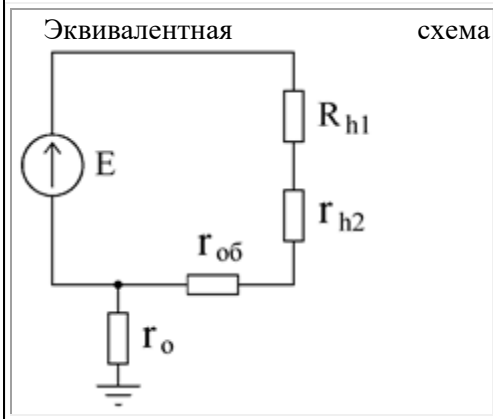 Эквивалентная схема
R h1
E
r h2
r об
r о